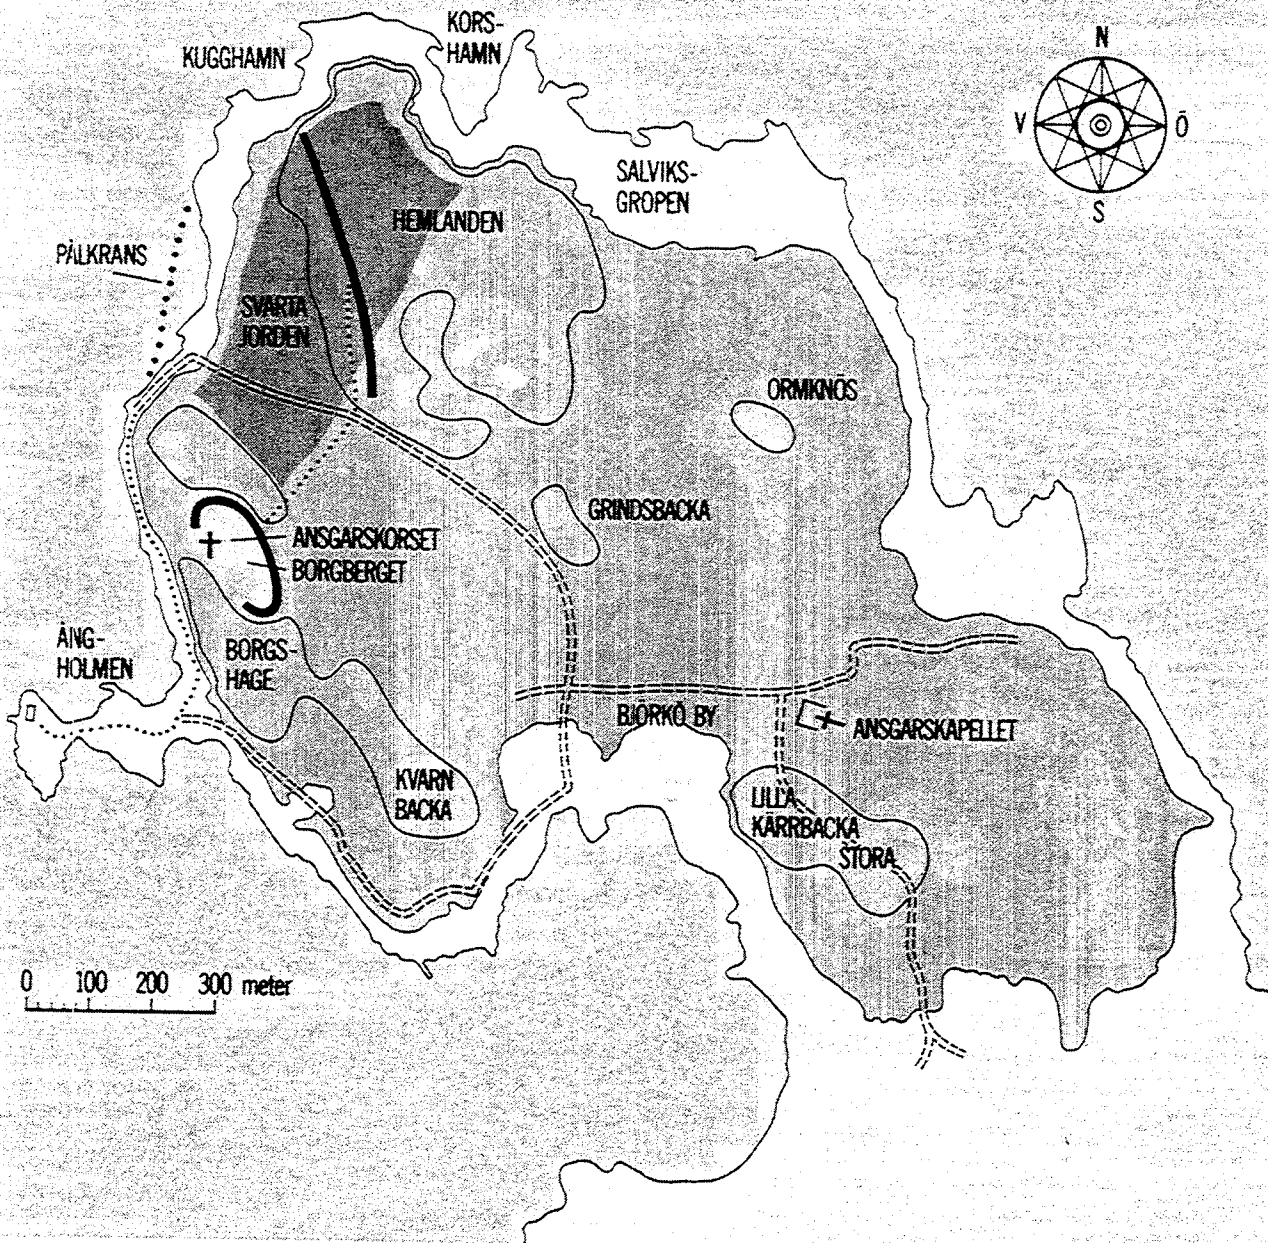 KORS-
HAMN
KUGGHAMN
N
V
Ö
S
SALVIKS-
GROPEN
HEMLANDEN
PÅLKRANS
SVARTA
JORDEN
ORMKNÖS
GRINDSBACKA
ANSGARSKORSET
BORGBERGET
ÄNG-
HOLMEN
BORGS-
HAGE
BJÖRKÖ BY
ANSGARSKAPELLET
KVARN
BACKA
LILLA
KÄRRBACKA
STORA
0 100 200 300 meter